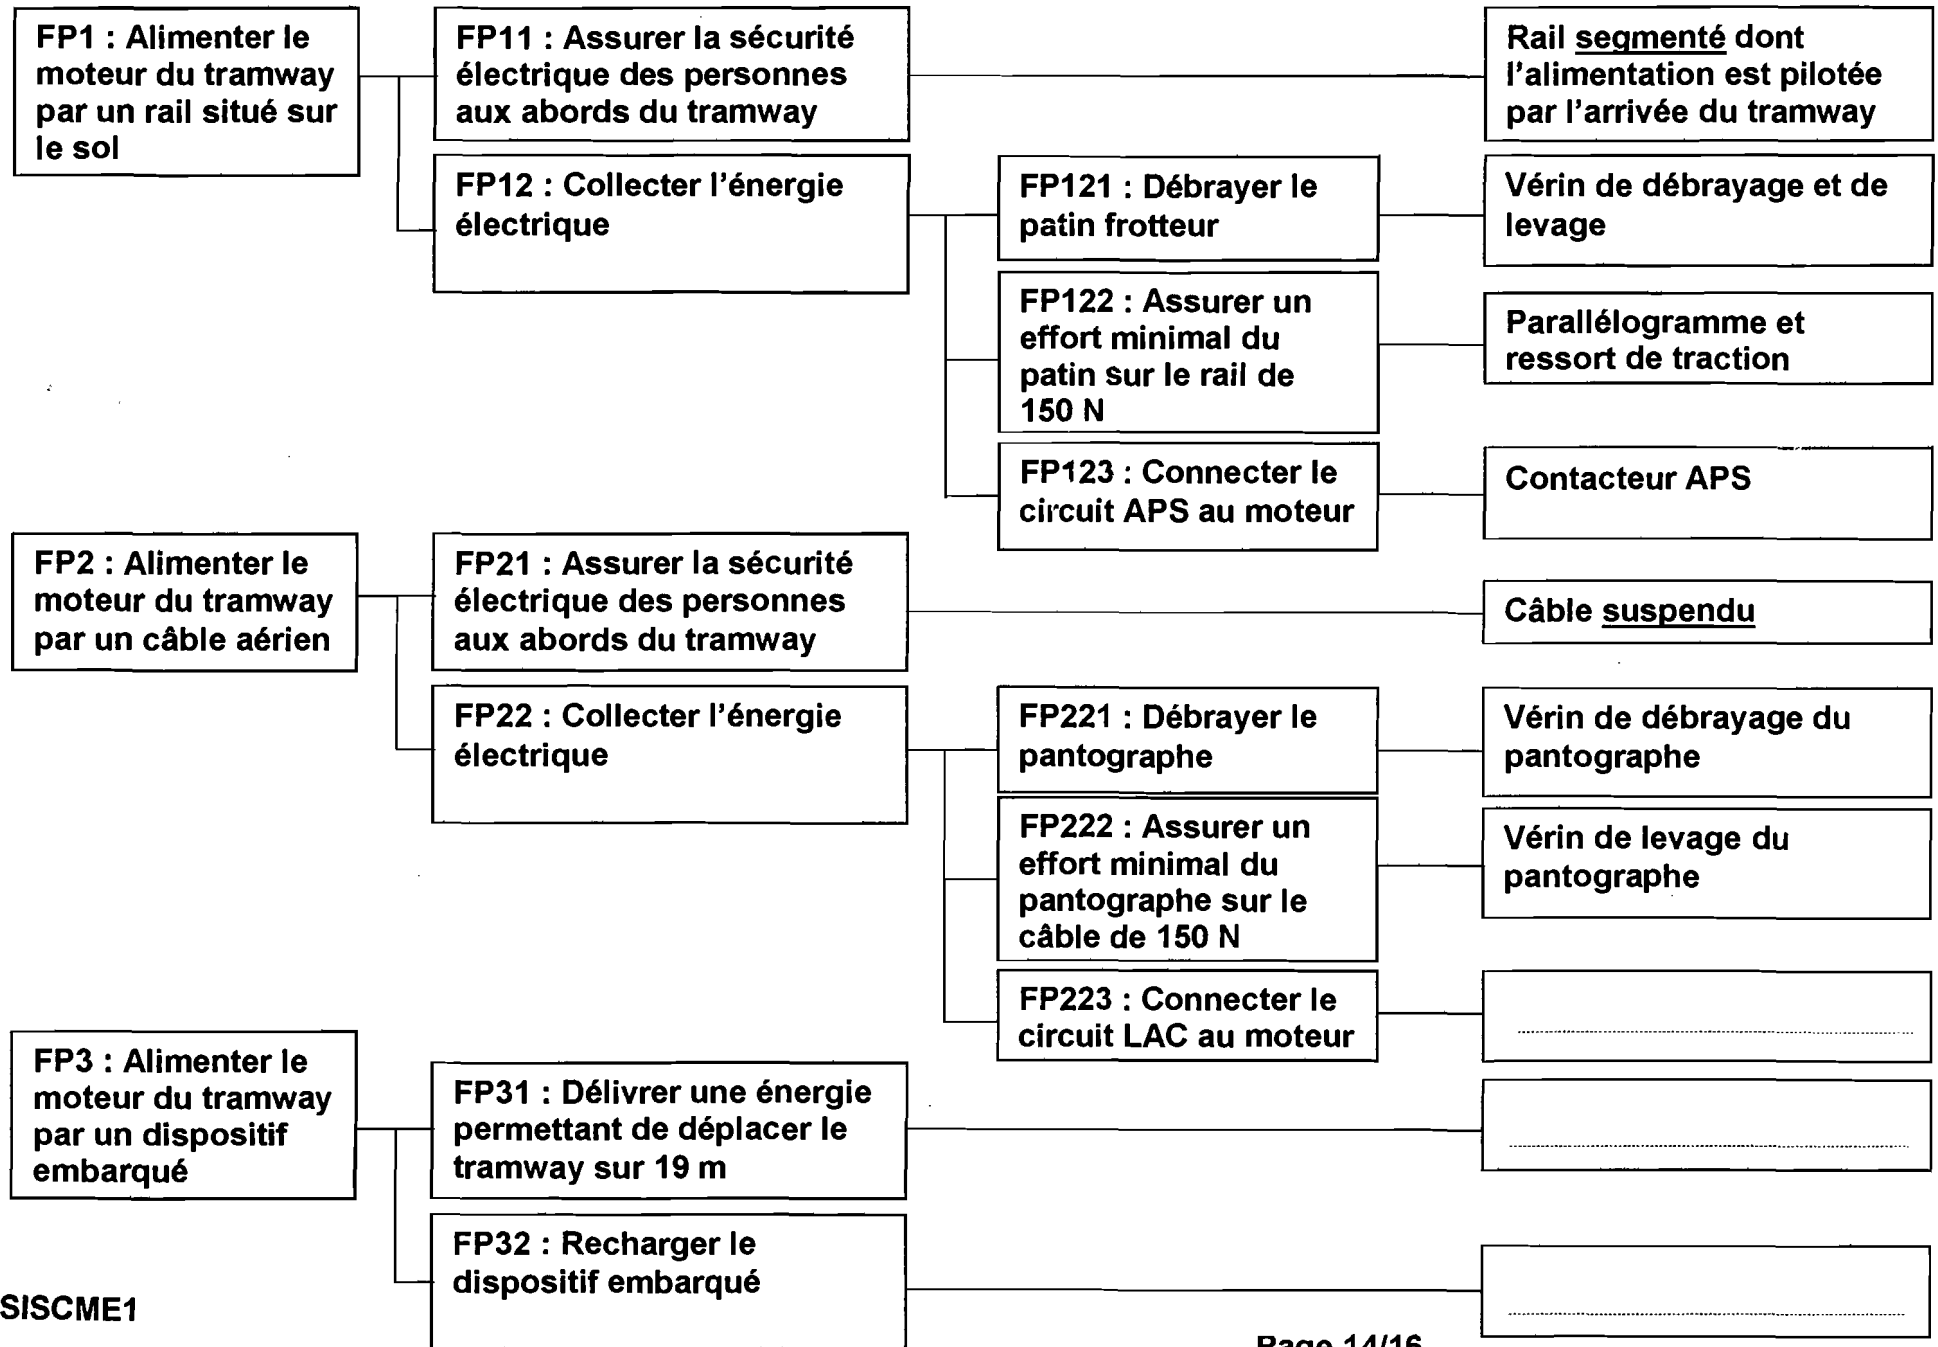 FP1 : Alimenter le
moteur du tramway
par un rail situé sur
le sol
FP11 : Assurer la sécurité
électrique des personnes
aux abords du tramway
Rail segmenté dont
l'alimentation est pilotée
par l'arrivée du tramway
FP12 : Collecter l'énergie
électrique
FP121 : Débrayer le
patin frotteur
Vérin de débrayage et de
levage
FP122 : Assurer un
effort minimal du
patin sur le rail de
150 N
Parallélogramme et
ressort de traction
FP123 : Connecter le
circuit APS au moteur
Contacteur APS
FP2 : Alimenter le
moteur du tramway
par un câble aérien
FP21 : Assurer la sécurité
électrique des personnes
aux abords du tramway
Câble suspendu
FP22 : Collecter l'énergie
électrique
FP221 : Débrayer le
pantographe
Vérin de débrayage du
pantographe
FP222 : Assurer un
effort minimal du
pantographe sur le
câble de 150 N
Vérin de levage du
pantographe
FP223 : Connecter le
circuit LAC au moteur
FP3 : Alimenter le
moteur du tramway
par un dispositif
embarqué
FP31 : Délivrer une énergie
permettant de déplacer le
tramway sur 19 m
FP32 : Recharger le
dispositif embarqué
SISCME1
Page 14/16